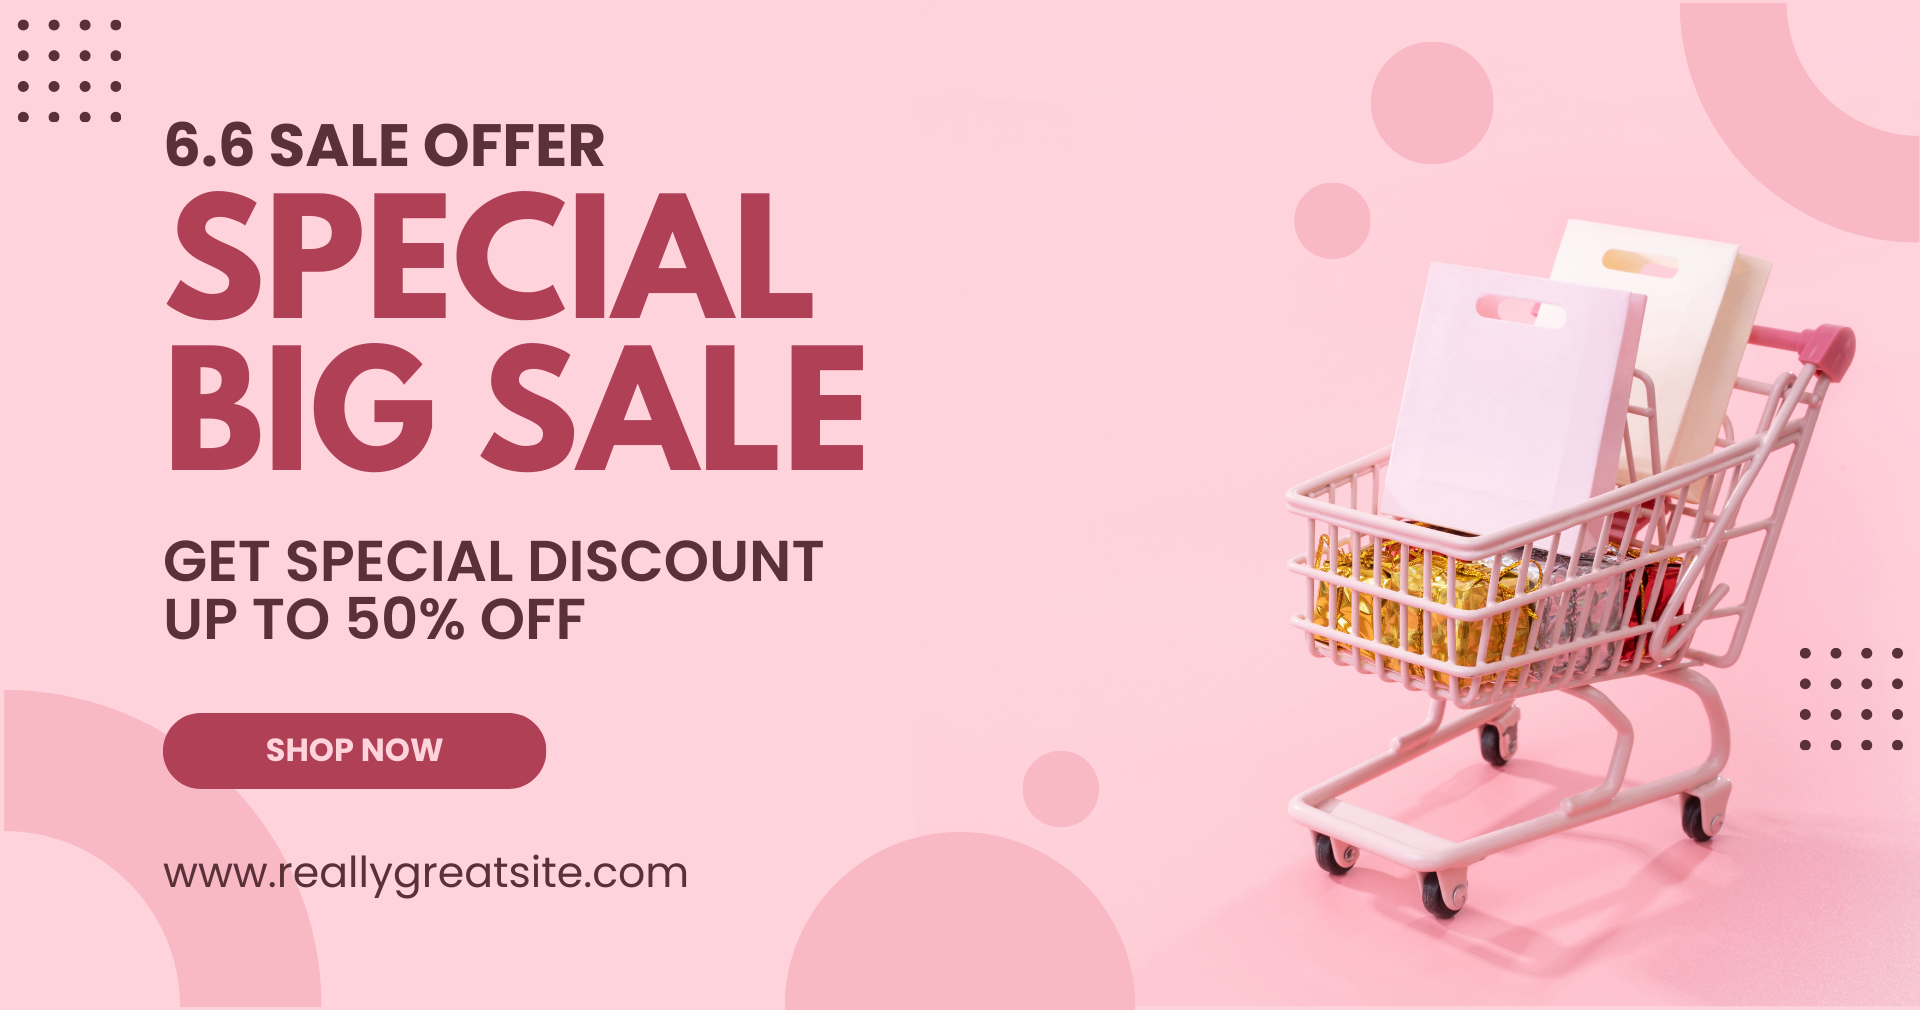 6.6 SALE OFFER
SPECIAL
BIG SALE
GET SPECIAL DISCOUNT
UP TO 50% OFF
SHOP NOW
www.reallygreatsite.com